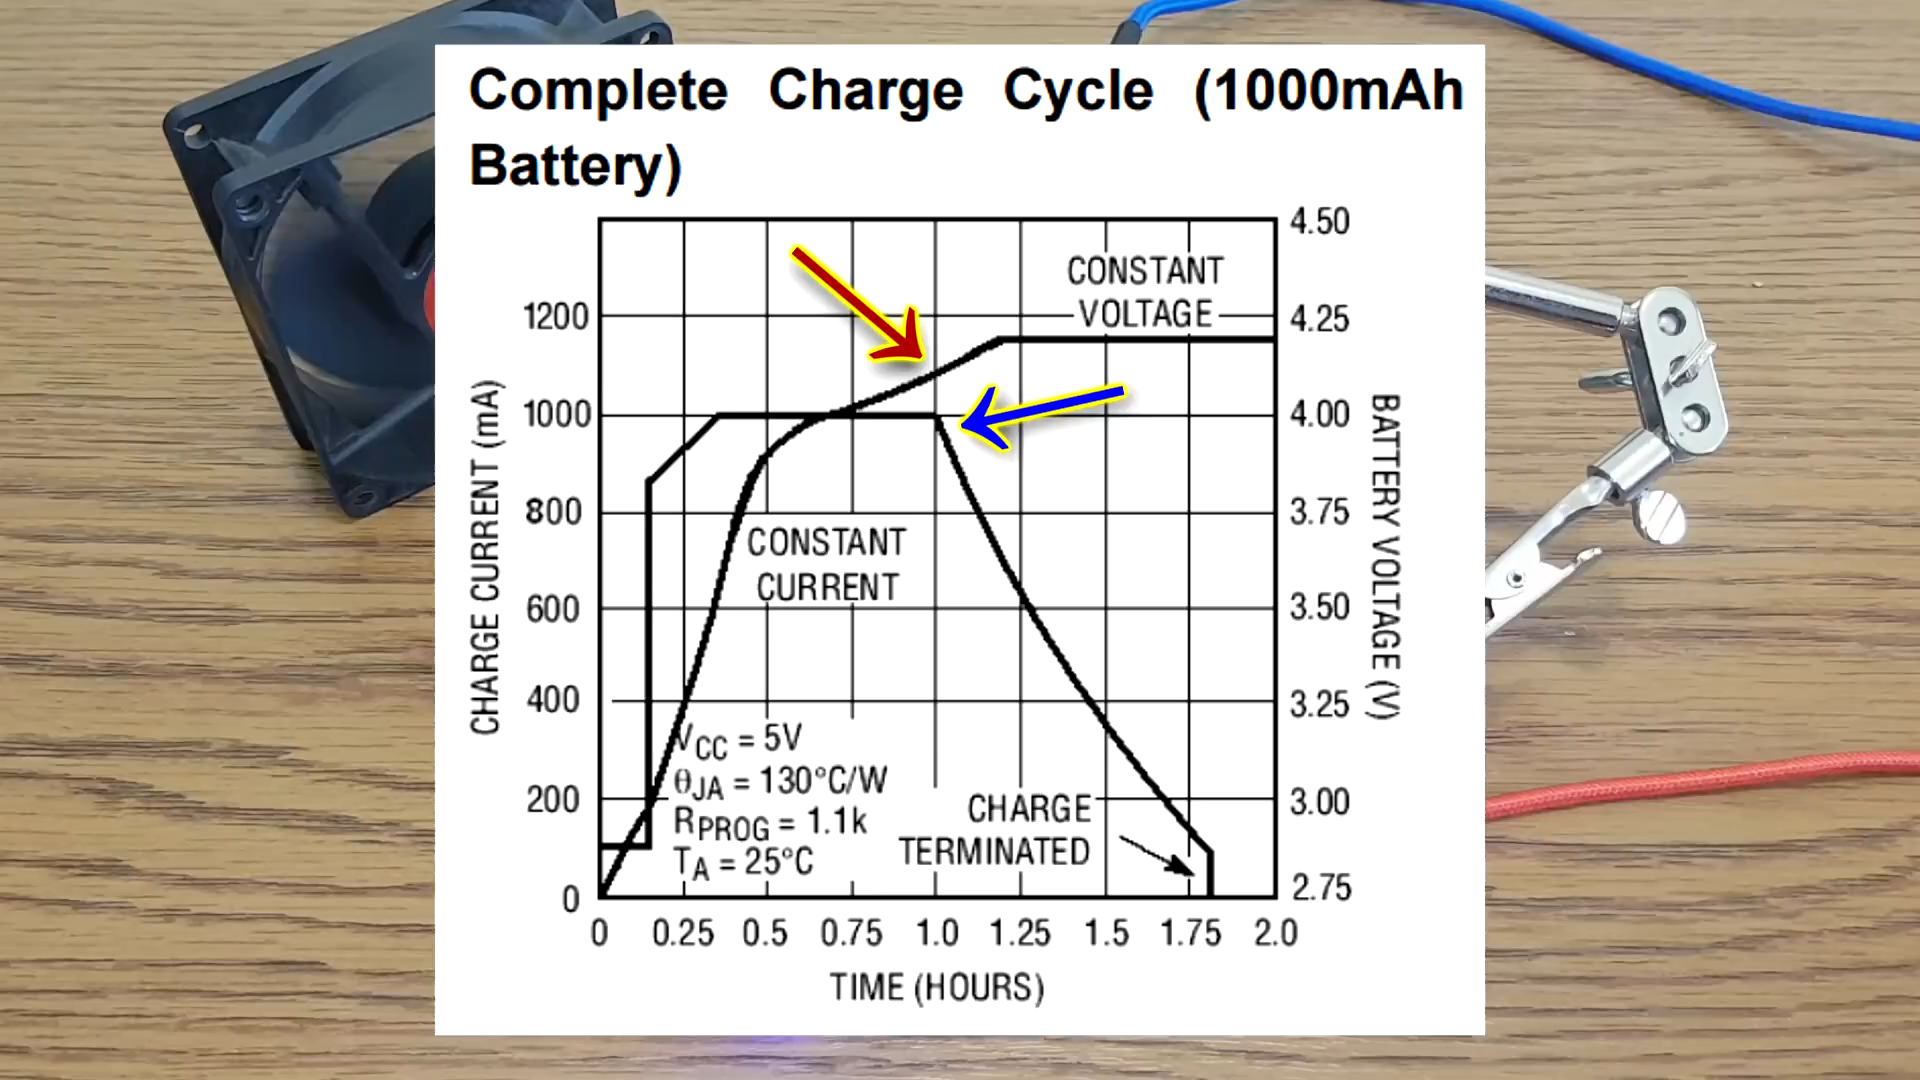 Complete Charge Cycle (1000mAh
Battery)
4.50
CONSTANT
VOLTAGE
1200
4.25
1000
4.00
800
3.75
CONSTANT
CURRENT
600
3.50
400
3.25
VCC = 5V
θJA = 130°C/W
RPROG = 1.1k
TA = 25°C
200
3.00
CHARGE
TERMINATED
0
2.75
CHARGE CURRENT (mA)
BATTERY VOLTAGE (V)
0 0.25 0.5 0.75 1.0 1.25 1.5 1.75 2.0
TIME (HOURS)